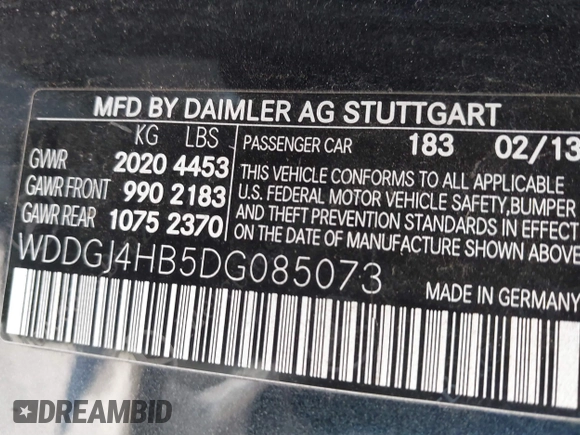 MFD BY DAIMLER AG STUTTGART
KG LBS PASSENGER CAR 183 02/13
GVWR 2020 4453
GAWR FRONT 990 2183
GAWR REAR 1075 2370
THIS VEHICLE CONFORMS TO ALL APPLICABLE
U.S. FEDERAL MOTOR VEHICLE SAFETY,BUMPER
AND THEFT PREVENTION STANDARDS IN EFFECT
ON THE DATE OF MANUFACTURE SHOWN ABOVE.
WDDGJ4HB5DG085073
MADE IN GERMANY
DREAMBID